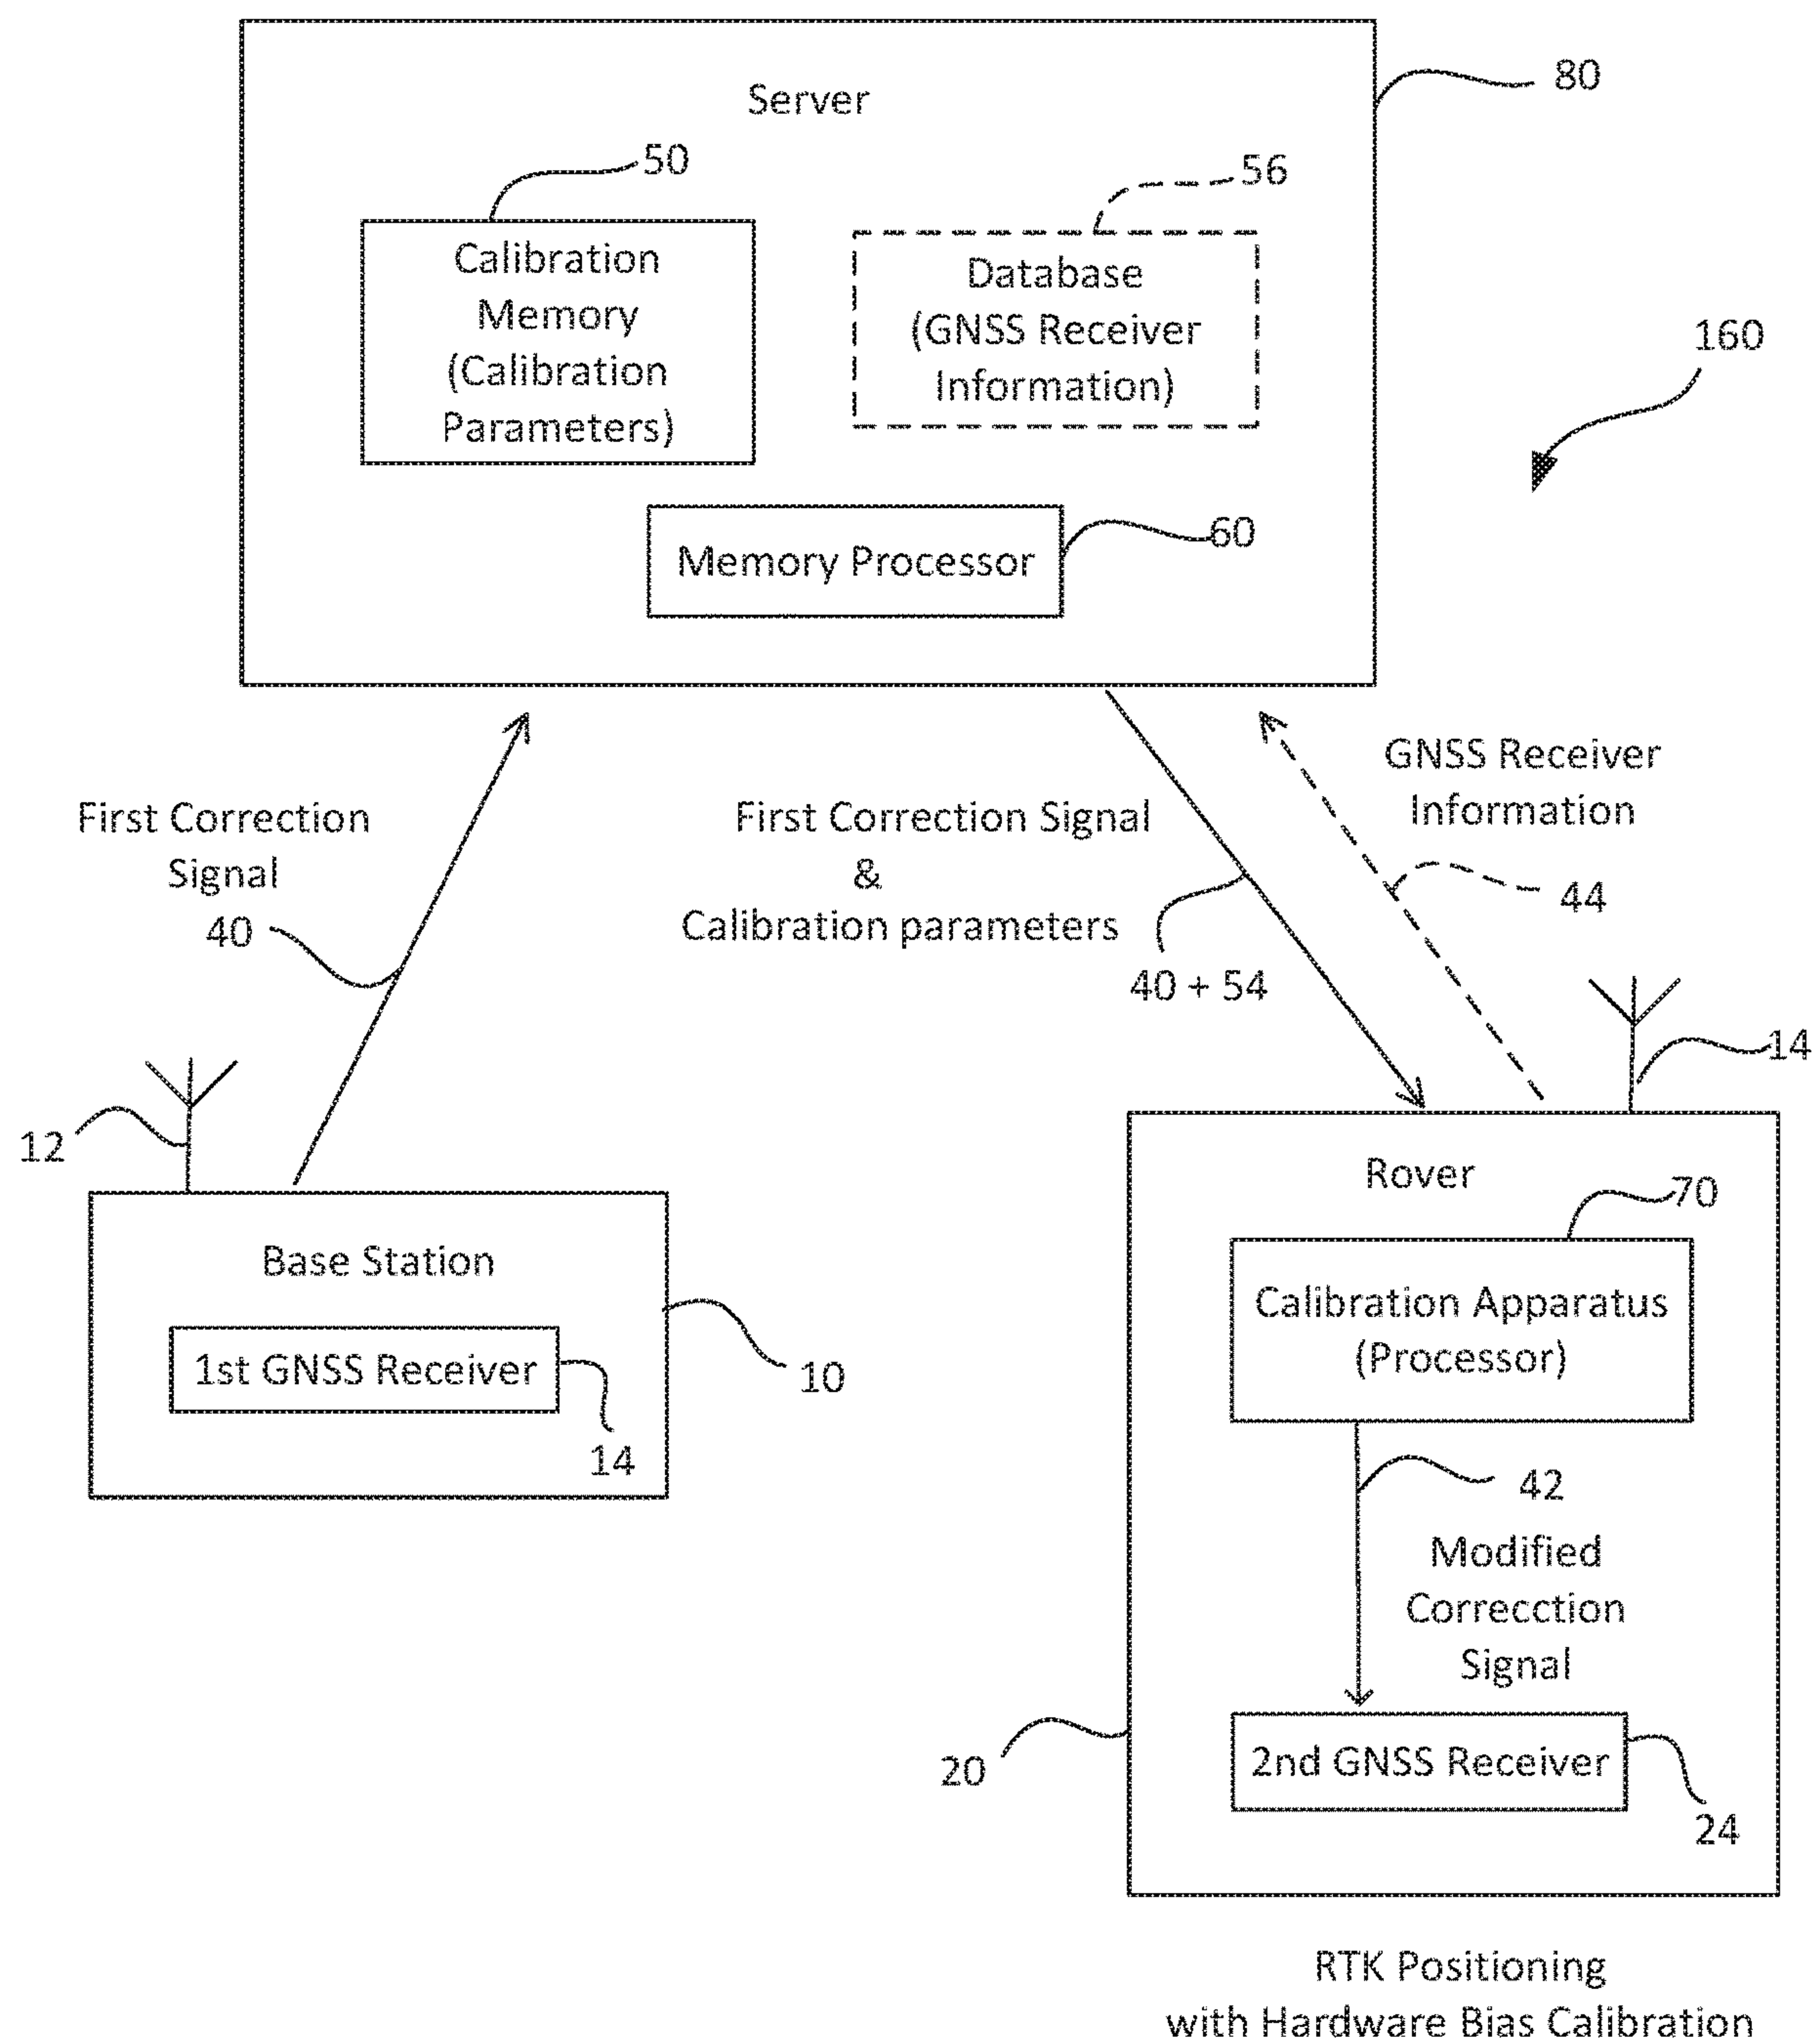 Server
80
50
56
Calibration
Memory
(Calibration
Parameters)
Database
(GNSS Receiver
Information)
160
Memory Processor
60
First Correction
Signal
40
First Correction Signal
&
Calibration parameters
40 + 54
GNSS Receiver
Information
44
12
14
Base Station
1st GNSS Receiver
14
10
Rover
70
Calibration Apparatus
(Processor)
42
Modified
Correcction
Signal
20
2nd GNSS Receiver
24
RTK Positioning
with Hardware Bias Calibration